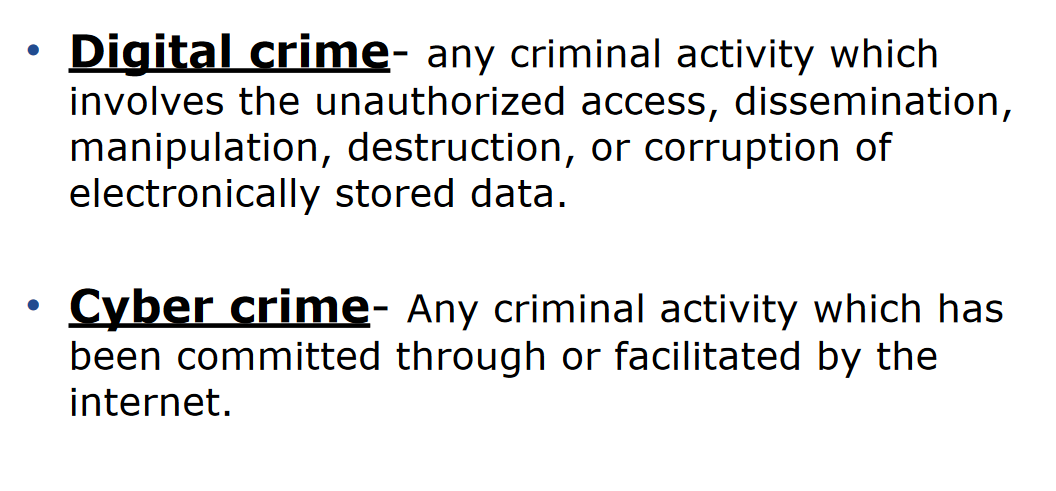 • Digital crime- any criminal activity which
involves the unauthorized access, dissemination,
manipulation, destruction, or corruption of
electronically stored data.
• Cyber crime- Any criminal activity which has
been committed through or facilitated by the
internet.